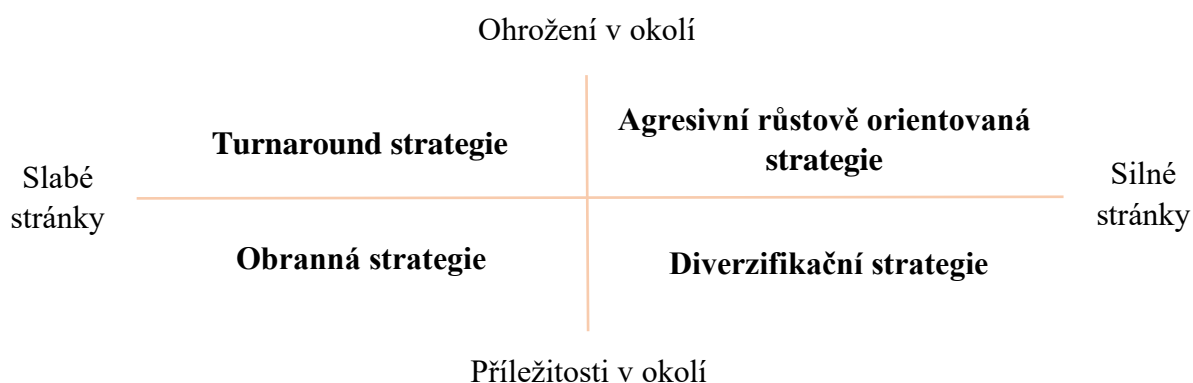 Ohrožení v okolí
Turnaround strategie
Agresivní růstově orientovaná
strategie
Slabé
stránky
Silné
stránky
Obranná strategie
Diverzifikační strategie
Příležitosti v okolí